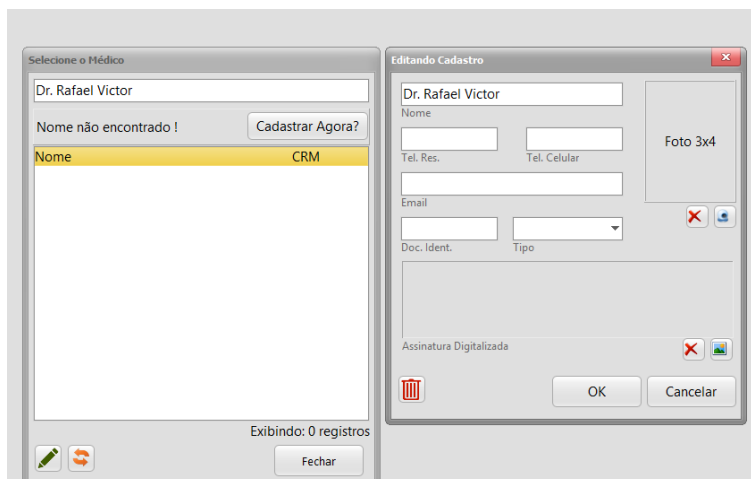 Selecione o Médico
Dr. Rafael Victor
Nome não encontrado !
Cadastrar Agora?
Nome CRM
Exibindo: 0 registros
Fechar
Editando Cadastro
Dr. Rafael Victor
Nome
Foto 3x4
Tel. Res. Tel. Celular
Email
Doc. Ident. Tipo
Assinatura Digitalizada
OK Cancelar